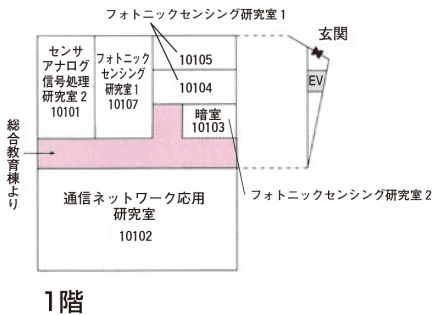 フォトニックセンシング研究室1
玄関
センサ
アナログ
信号処理
研究室2
10101
フォトニック
センシング
研究室1
10107
10105
10104
EV
暗室
10103
総合教育棟より
フォトニックセンシング研究室2
通信ネットワーク応用
研究室
10102
1階